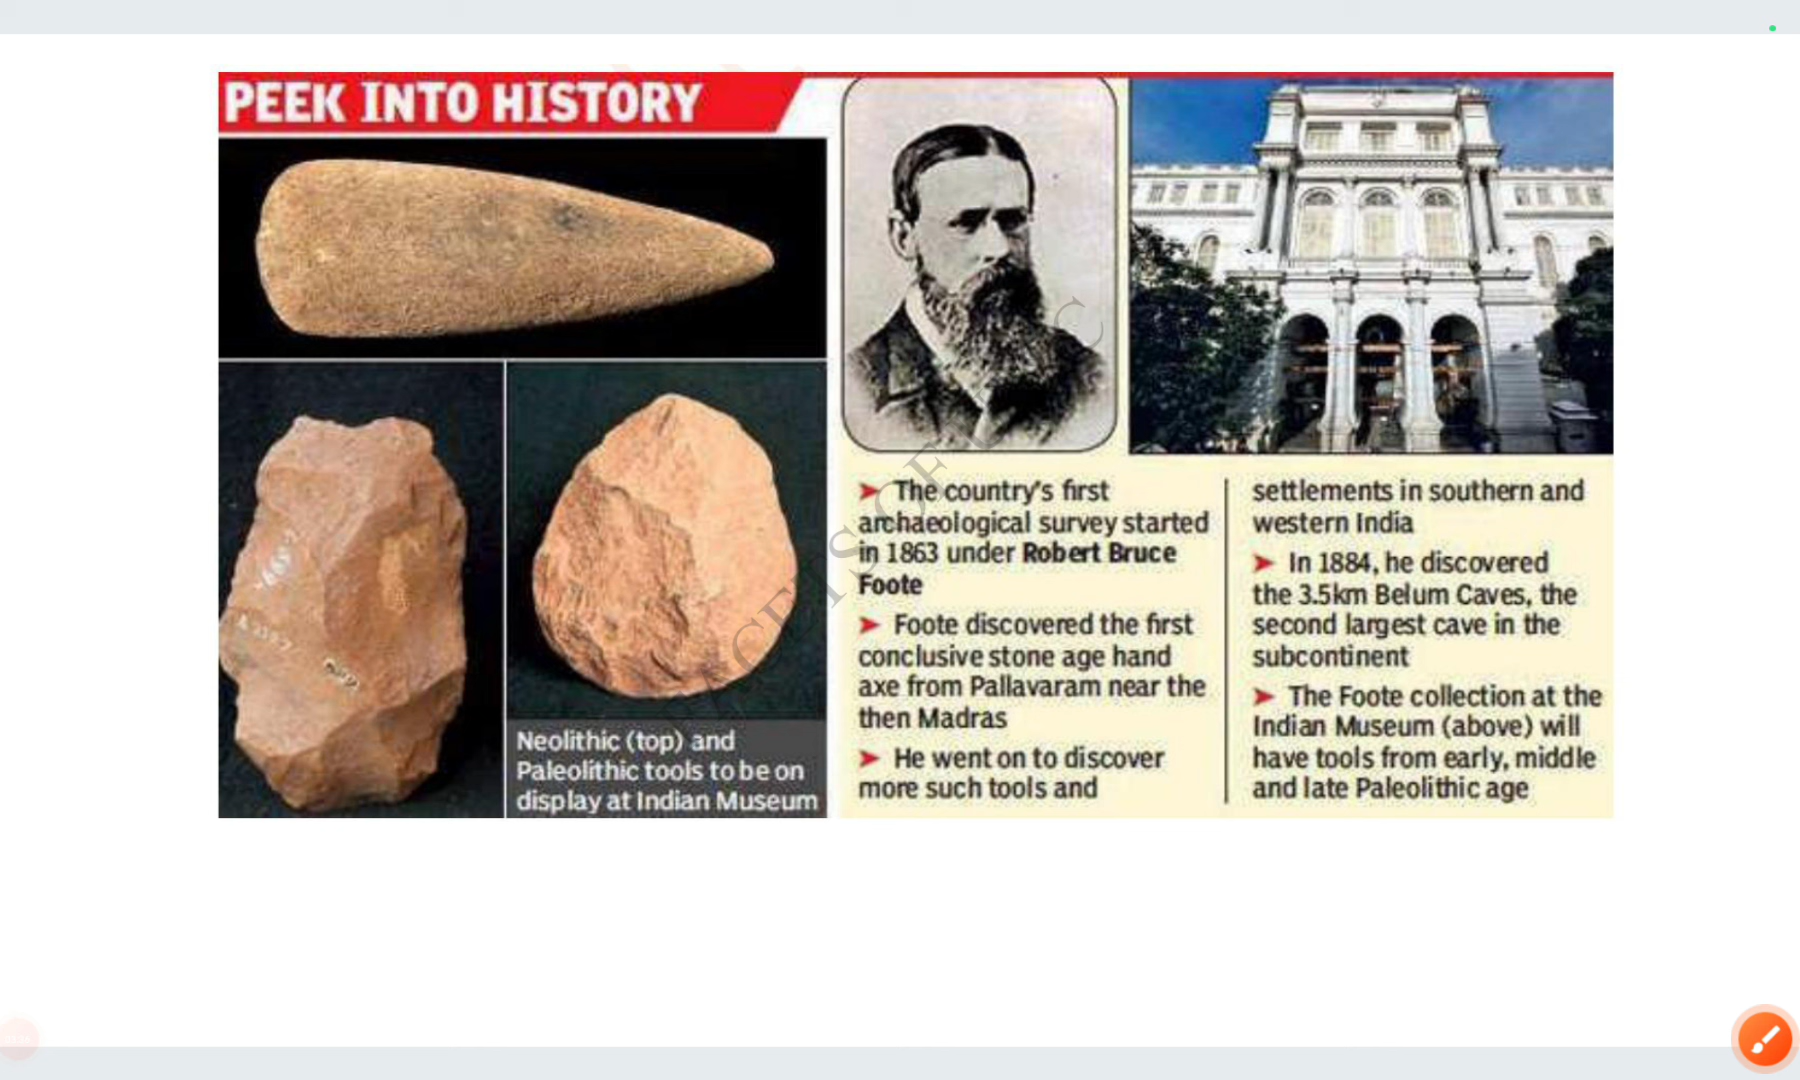 PEEK INTO HISTORY
Neolithic (top) and
Paleolithic tools to be on
display at Indian Museum
➤ The country's first
archaeological survey started
in 1863 under Robert Bruce
Foote
➤ Foote discovered the first
conclusive stone age hand
axe from Pallavaram near the
then Madras
➤ He went on to discover
more such tools and
settlements in southern and
western India
➤ In 1884, he discovered
the 3.5km Belum Caves, the
second largest cave in the
subcontinent
➤ The Foote collection at the
Indian Museum (above) will
have tools from early, middle
and late Paleolithic age